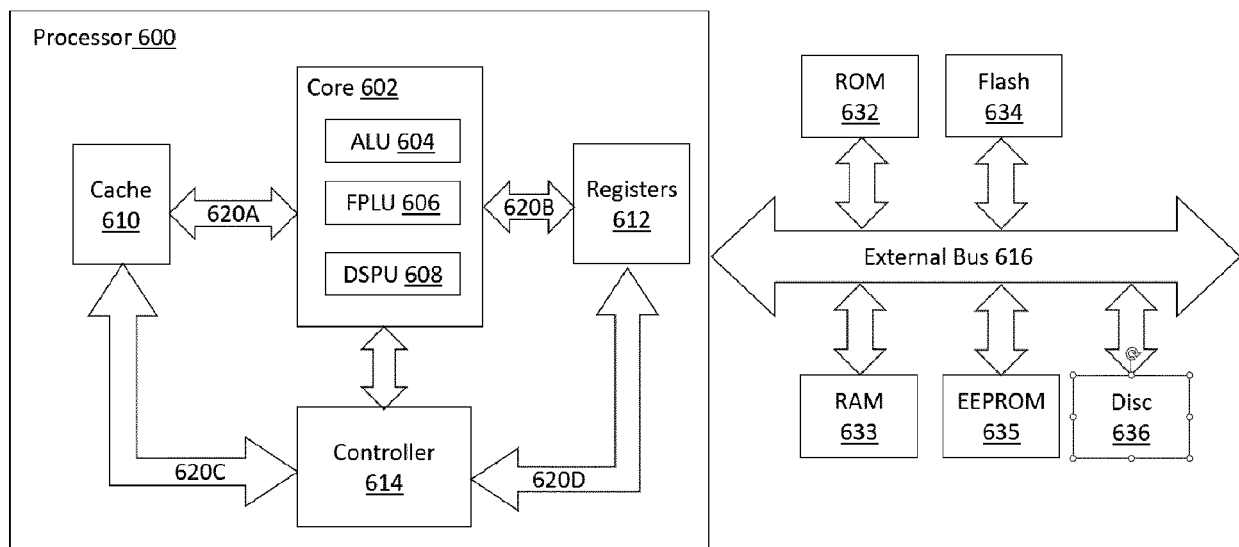 Processor 600
Core 602
ALU 604
FPLU 606
DSPU 608
Cache
610
620A
620B
Registers
612
620C
Controller
614
620D
ROM
632
Flash
634
External Bus 616
RAM
633
EEPROM
635
Disc
636